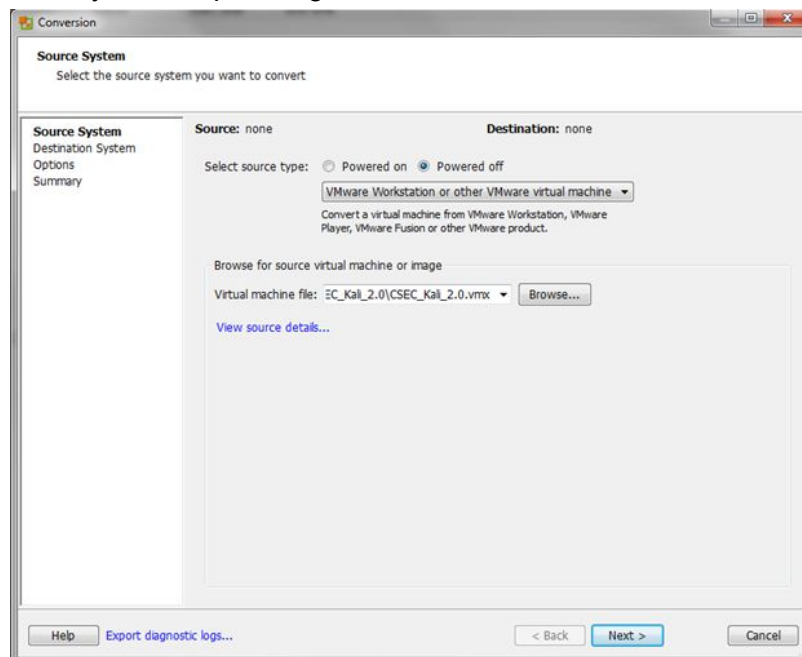 Conversion
Source System
Select the source system you want to convert
Source System
Destination System
Options
Summary
Source: none
Destination: none
Select source type:
Powered on
Powered off
VMware Workstation or other VMware virtual machine
Convert a virtual machine from VMware Workstation, VMware
Player, VMware Fusion or other VMware product.
Browse for source virtual machine or image
Virtual machine file:
EC_Kali_2.0\CSEC_Kali_2.0.vmx
Browse...
View source details...
Help
Export diagnostic logs...
< Back
Next >
Cancel